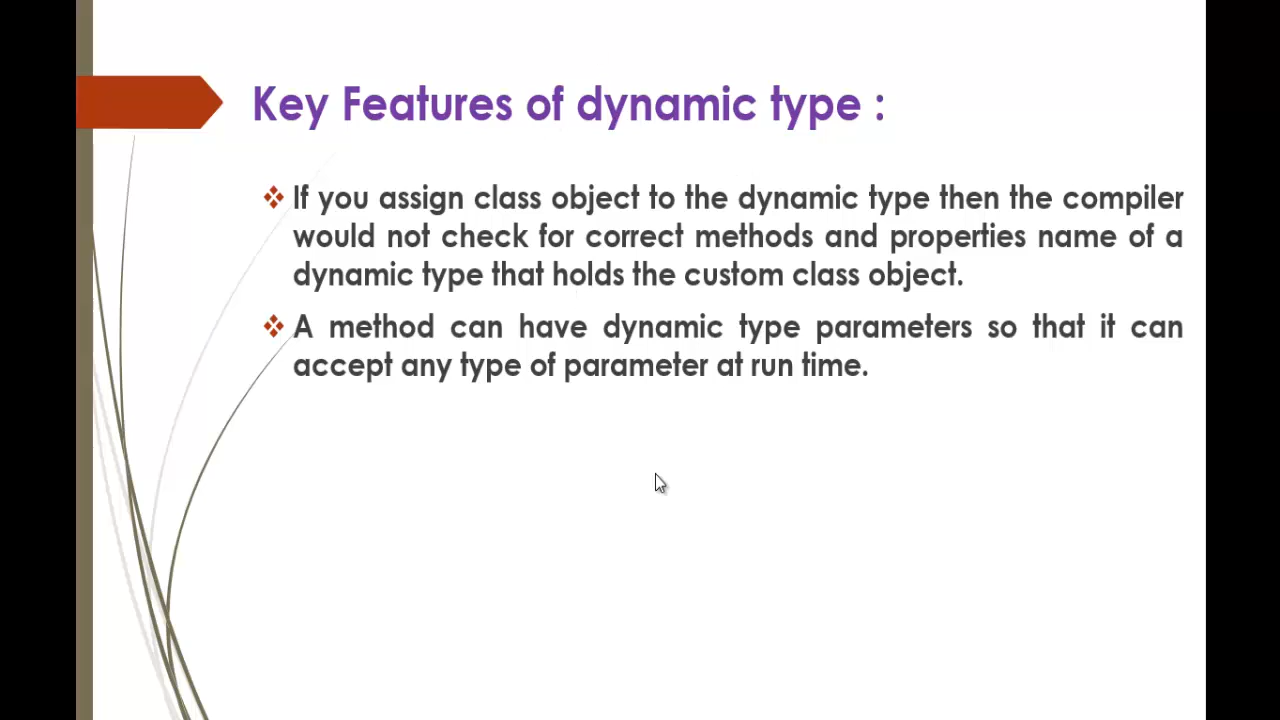 Key Features of dynamic type :
If you assign class object to the dynamic type then the compiler
would not check for correct methods and properties name of a
dynamic type that holds the custom class object.
A method can have dynamic type parameters so that it can
accept any type of parameter at run time.